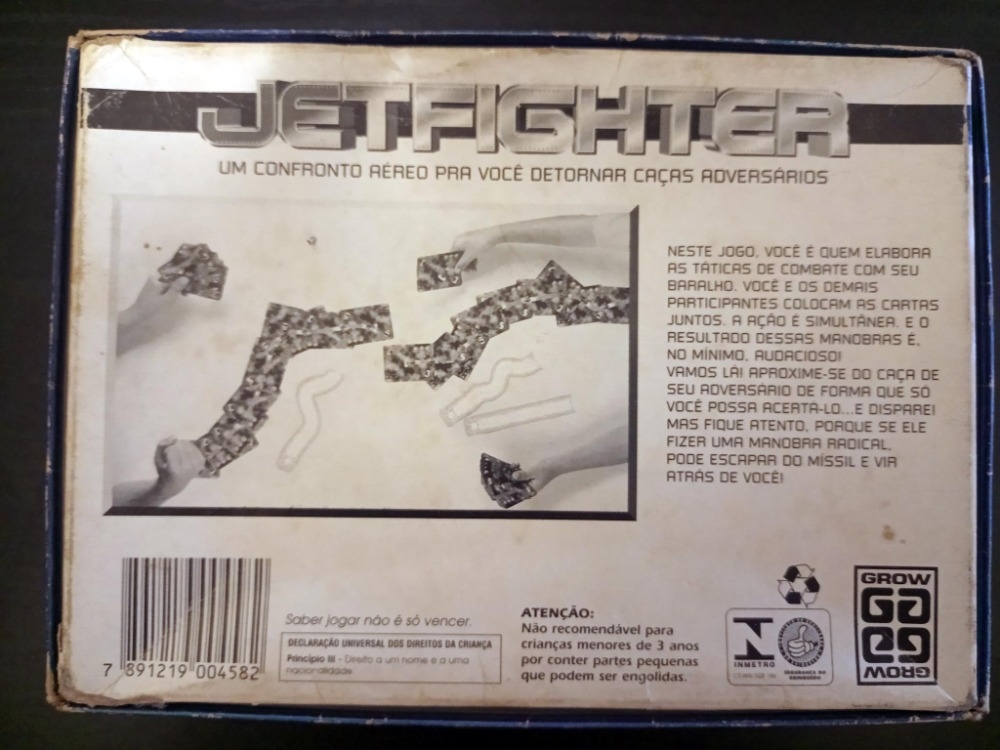 JETFIGHTER
UM CONFRONTO AÉREO PRA VOCÊ DETORNAR CAÇAS ADVERSÁRIOS
NESTE JOGO, VOCÊ É QUEM ELABORA
AS TÁTICAS DE COMBATE COM SEU
BARALHO. VOCÊ E OS DEMAIS
PARTICIPANTES COLOCAM AS CARTAS
JUNTOS. A AÇÃO É SIMULTÂNEA. E O
RESULTADO DESSAS MANOBRAS É,
NO MÍNIMO, AUDACIOSO!
VAMOS LÁ! APROXIME-SE DO CAÇA DE
SEU ADVERSÁRIO DE FORMA QUE SÓ
VOCÊ POSSA ACERTÁ-LO...E DISPARE!
MAS FIQUE ATENTO, PORQUE SE ELE
FIZER UMA MANOBRA RADICAL,
PODE ESCAPAR DO MÍSSIL E VIR
ATRÁS DE VOCÊ!
7 891219 004582
Saber jogar não é só vencer.
DECLARAÇÃO UNIVERSAL DOS DIREITOS DA CRIANÇA
Princípio III - Direito a um nome e a uma
nacionalidade.
ATENÇÃO:
Não recomendável para
crianças menores de 3 anos
por conter partes pequenas
que podem ser engolidas.
INMETRO
SEGURANÇA DO
BRINQUEDO
GROW
GROW